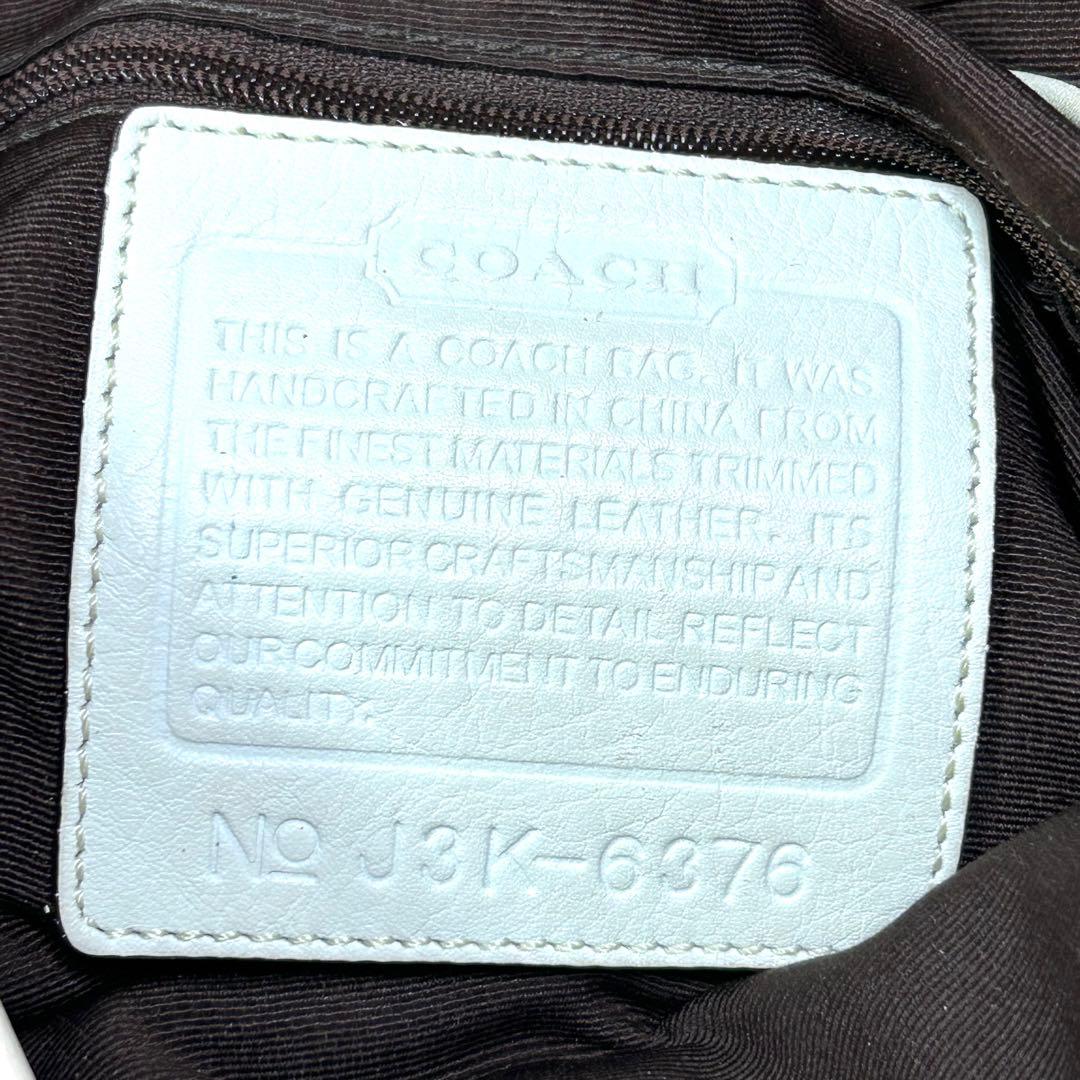 COACH
THIS IS A COACH BAG. IT WAS
HANDCRAFTED IN CHINA FROM
THE FINEST MATERIALS TRIMMED
WITH GENUINE LEATHER. ITS
SUPERIOR CRAFTSMANSHIP AND
ATTENTION TO DETAIL REFLECT
OUR COMMITMENT TO ENDURING
QUALITY.
Nº J3K-6376